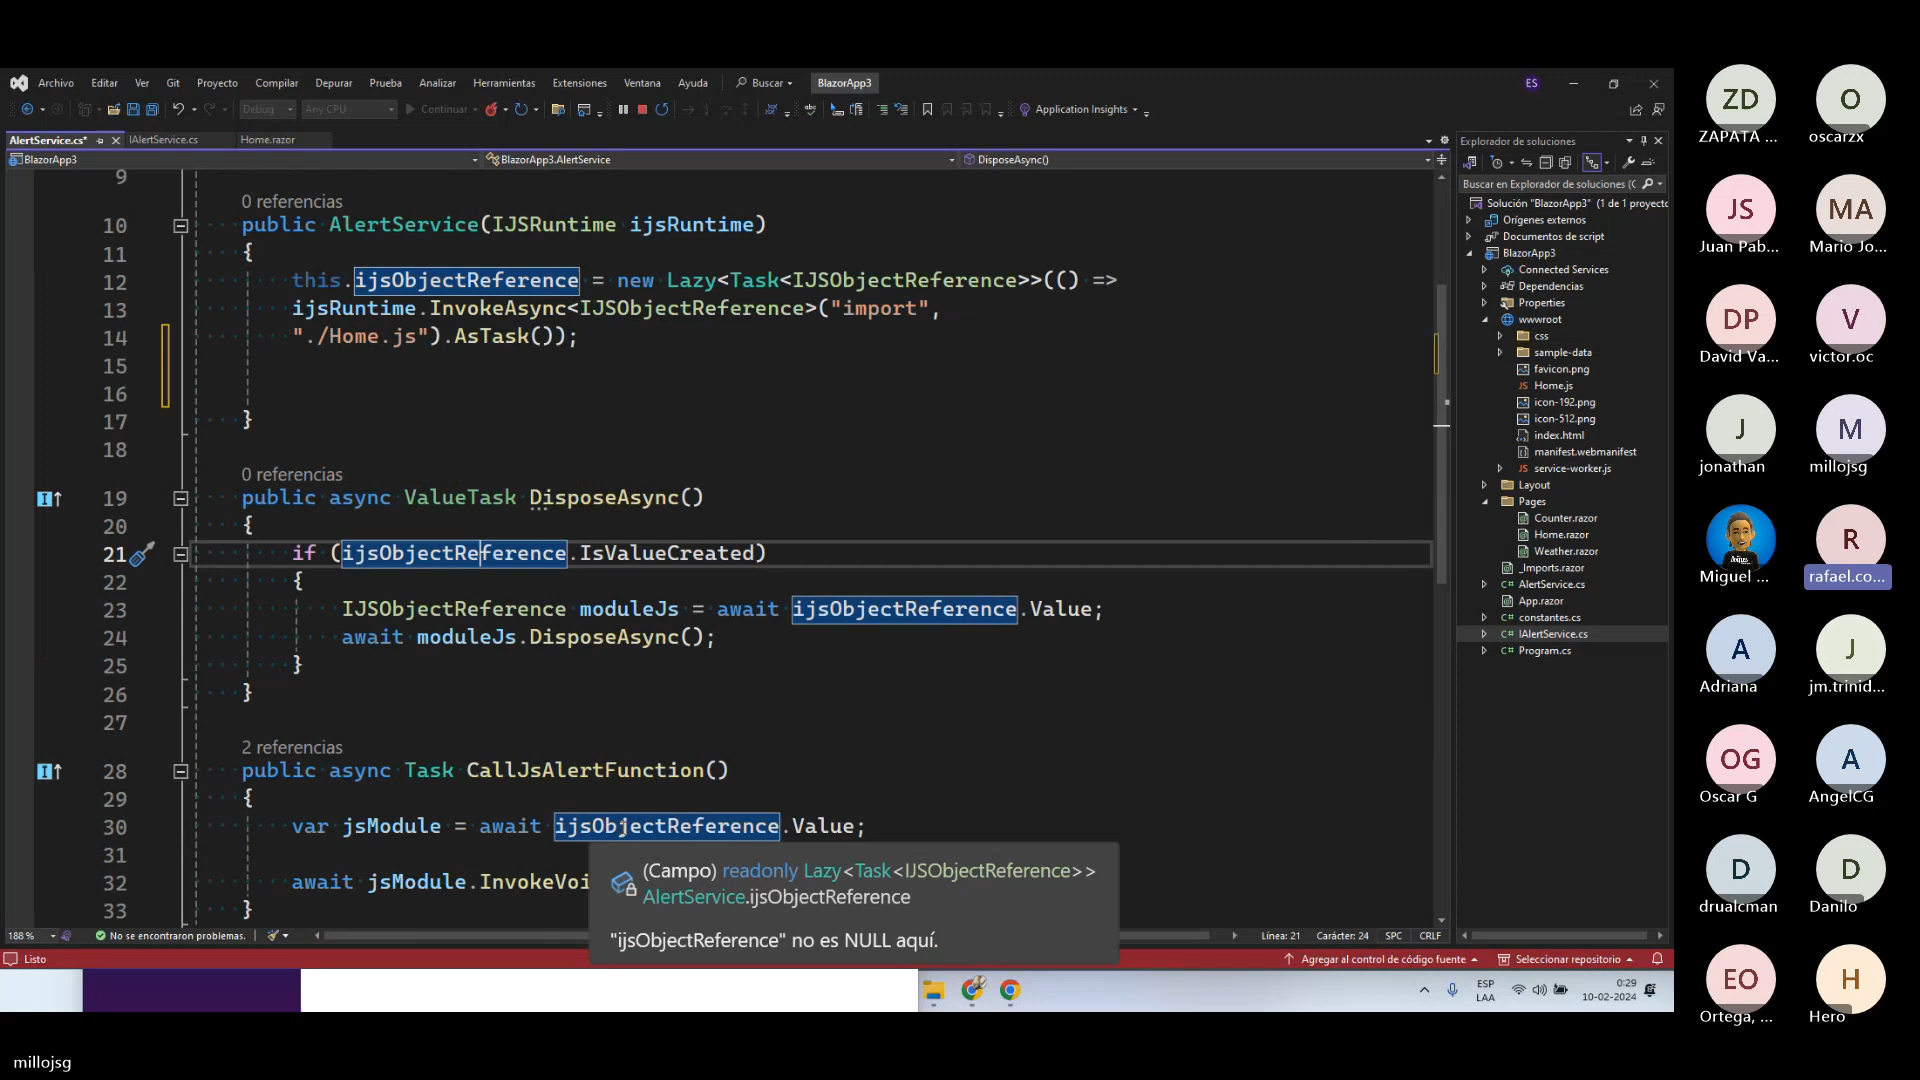 Archivo Editar Ver Git Proyecto Compilar Depurar Prueba Analizar Herramientas Extensiones Ventana Ayuda Buscar BlazorApp3 ES
Debug Any CPU Continuar Application Insights
AlertService.cs* IAlertService.cs Home.razor
BlazorApp3 BlazorApp3.AlertService DisposeAsync()
9
0 referencias
10 public AlertService(IJSRuntime ijsRuntime)
11 {
12 this.ijsObjectReference = new Lazy<Task<IJSObjectReference>>(() =>
13 ijsRuntime.InvokeAsync<IJSObjectReference>("import",
14 "./Home.js").AsTask());
15
16
17 }
18
0 referencias
19 public async ValueTask DisposeAsync()
20 {
21 if (ijsObjectReference.IsValueCreated)
22 {
23 IJSObjectReference moduleJs = await ijsObjectReference.Value;
24 await moduleJs.DisposeAsync();
25 }
26 }
27
2 referencias
28 public async Task CallJsAlertFunction()
29 {
30 var jsModule = await ijsObjectReference.Value;
31
32 await jsModule.InvokeVoi
33 }
(Campo) readonly Lazy<Task<IJSObjectReference>>
AlertService.ijsObjectReference
"ijsObjectReference" no es NULL aquí.
188 % No se encontraron problemas. Línea: 21 Carácter: 24 SPC CRLF
Listo Agregar al control de código fuente Seleccionar repositorio
Explorador de soluciones
Buscar en Explorador de soluciones (C
Solución "BlazorApp3" (1 de 1 proyecto
Orígenes externos
Documentos de script
BlazorApp3
Connected Services
Dependencias
Properties
wwwroot
css
sample-data
favicon.png
JS Home.js
icon-192.png
icon-512.png
index.html
manifest.webmanifest
JS service-worker.js
Layout
Pages
Counter.razor
Home.razor
Weather.razor
_Imports.razor
C# AlertService.cs
App.razor
C# constantes.cs
C# IAlertService.cs
C# Program.cs
ESP
LAA
0:29
10-02-2024
ZD O
ZAPATA ... oscarzx
JS MA
Juan Pab... Mario Jo...
DP V
David Va... victor.oc
J M
jonathan millojsg
R
Miguel ... rafael.co...
A J
Adriana jm.trinid...
OG A
Oscar G AngelCG
D D
drualcman Danilo
EO H
Ortega, ... Hero
millojsg